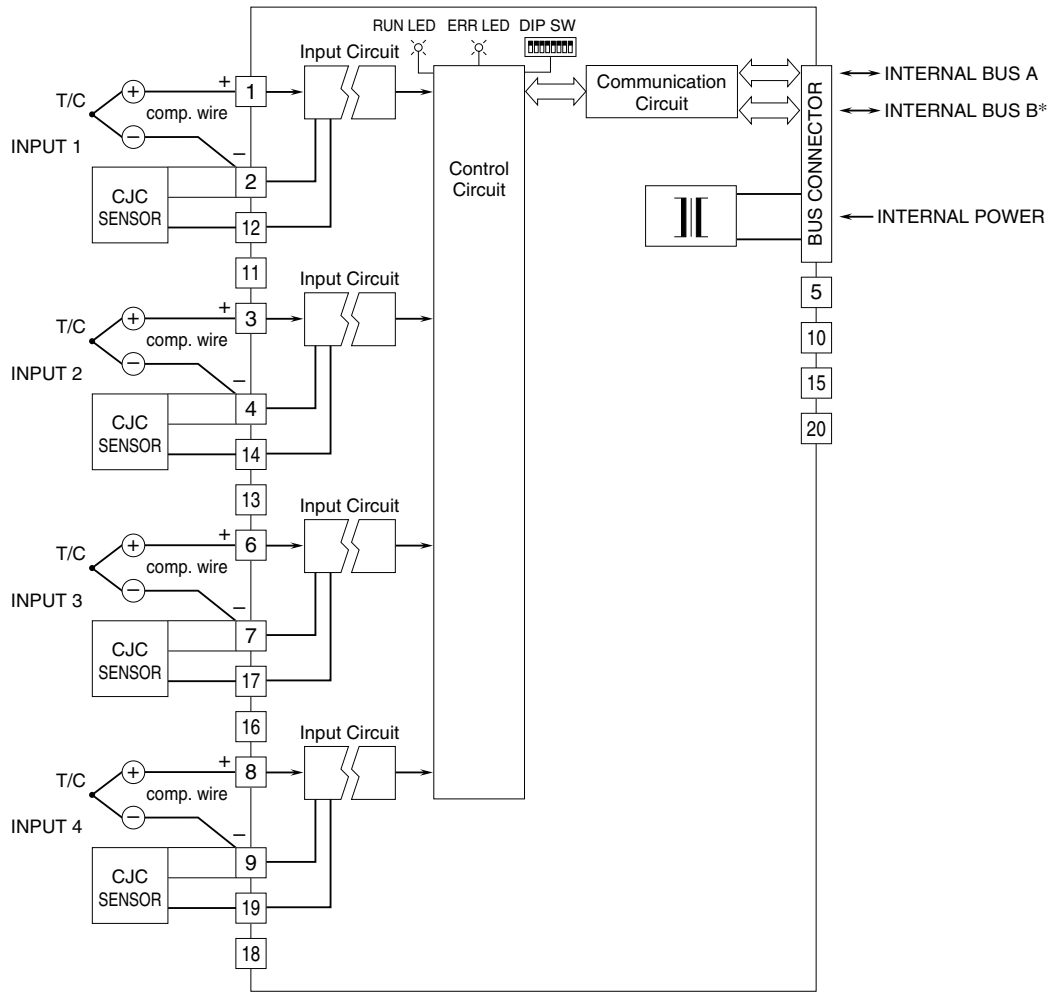 RUN LED ERR LED DIP SW
Input Circuit
T/C
+
+
1
comp. wire
−
−
INPUT 1
2
CJC
SENSOR
12
11
Input Circuit
T/C
+
+
3
comp. wire
−
−
INPUT 2
4
CJC
SENSOR
14
13
Input Circuit
T/C
+
+
6
comp. wire
−
−
INPUT 3
7
CJC
SENSOR
17
16
Input Circuit
T/C
+
+
8
comp. wire
−
−
INPUT 4
9
CJC
SENSOR
19
18
Control
Circuit
Communication
Circuit
BUS CONNECTOR
INTERNAL BUS A
INTERNAL BUS B*
INTERNAL POWER
5
10
15
20